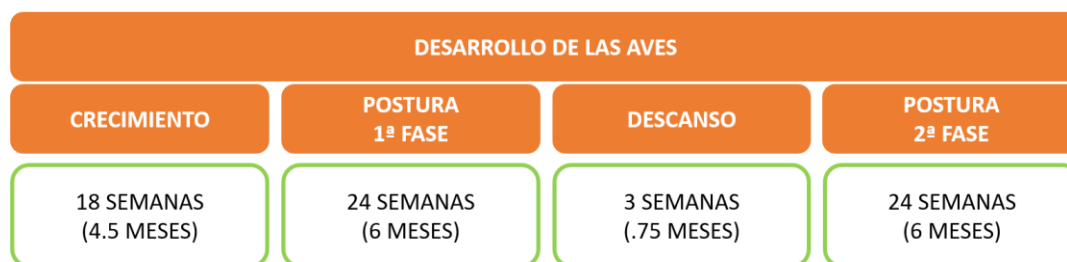 DESARROLLO DE LAS AVES
CRECIMIENTO
POSTURA
1ª FASE
DESCANSO
POSTURA
2ª FASE
18 SEMANAS
(4.5 MESES)
24 SEMANAS
(6 MESES)
3 SEMANAS
(.75 MESES)
24 SEMANAS
(6 MESES)